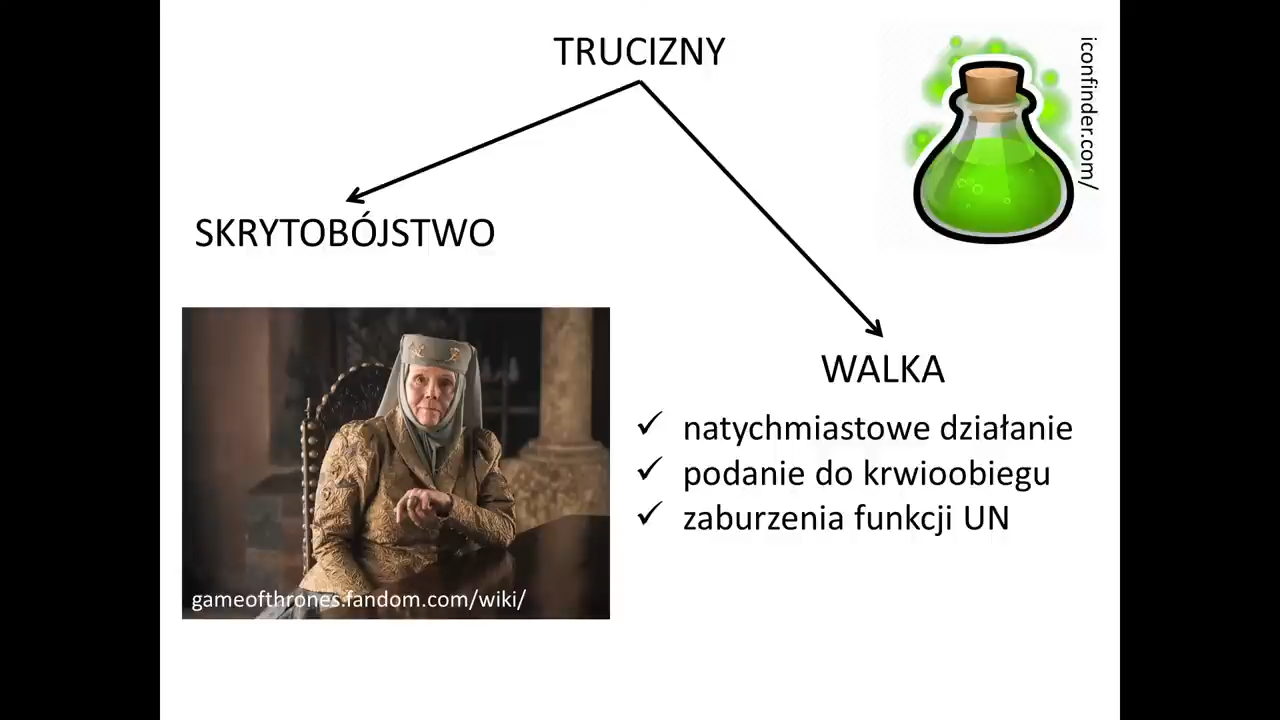 TRUCIZNY
iconfinder.com/
SKRYTOBÓJSTWO
WALKA
natychmiastowe działanie
podanie do krwioobiegu
zaburzenia funkcji UN
gameofthrones.fandom.com/wiki/